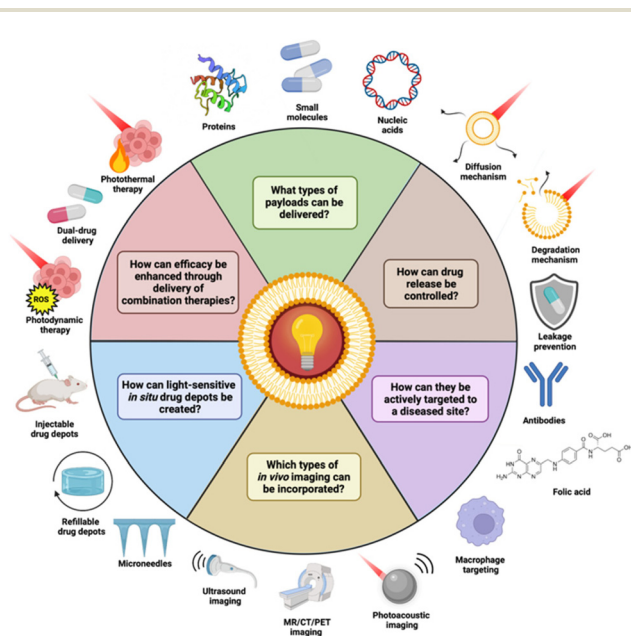 Proteins
Small
molecules
Nucleic
acids
Diffusion
mechanism
Degradation
mechanism
Leakage
prevention
Antibodies
Folic acid
Macrophage
targeting
Photoacoustic
imaging
MR/CT/PET
imaging
Ultrasound
imaging
Microneedles
Refillable
drug depots
Injectable
drug depots
ROS
Photodynamic
therapy
Dual-drug
delivery
Photothermal
therapy
What types of
payloads can be
delivered?
How can drug
release be
controlled?
How can they be
actively targeted to
a diseased site?
Which types of
in vivo imaging can
be incorporated?
How can light-sensitive
in situ drug depots be
created?
How can efficacy be
enhanced through
delivery of
combination therapies?
O
HN
H₂N
N
N
N
N
H
O
N
H
O
OH
OH
O